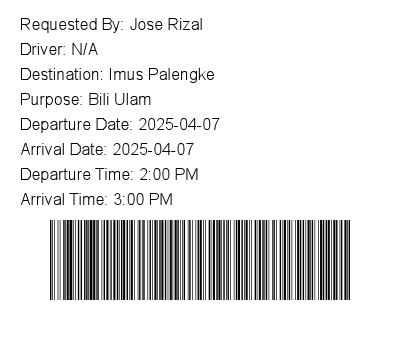 Requested By: Jose Rizal
Driver: N/A
Destination: Imus Palengke
Purpose: Bili Ulam
Departure Date: 2025-04-07
Arrival Date: 2025-04-07
Departure Time: 2:00 PM
Arrival Time: 3:00 PM